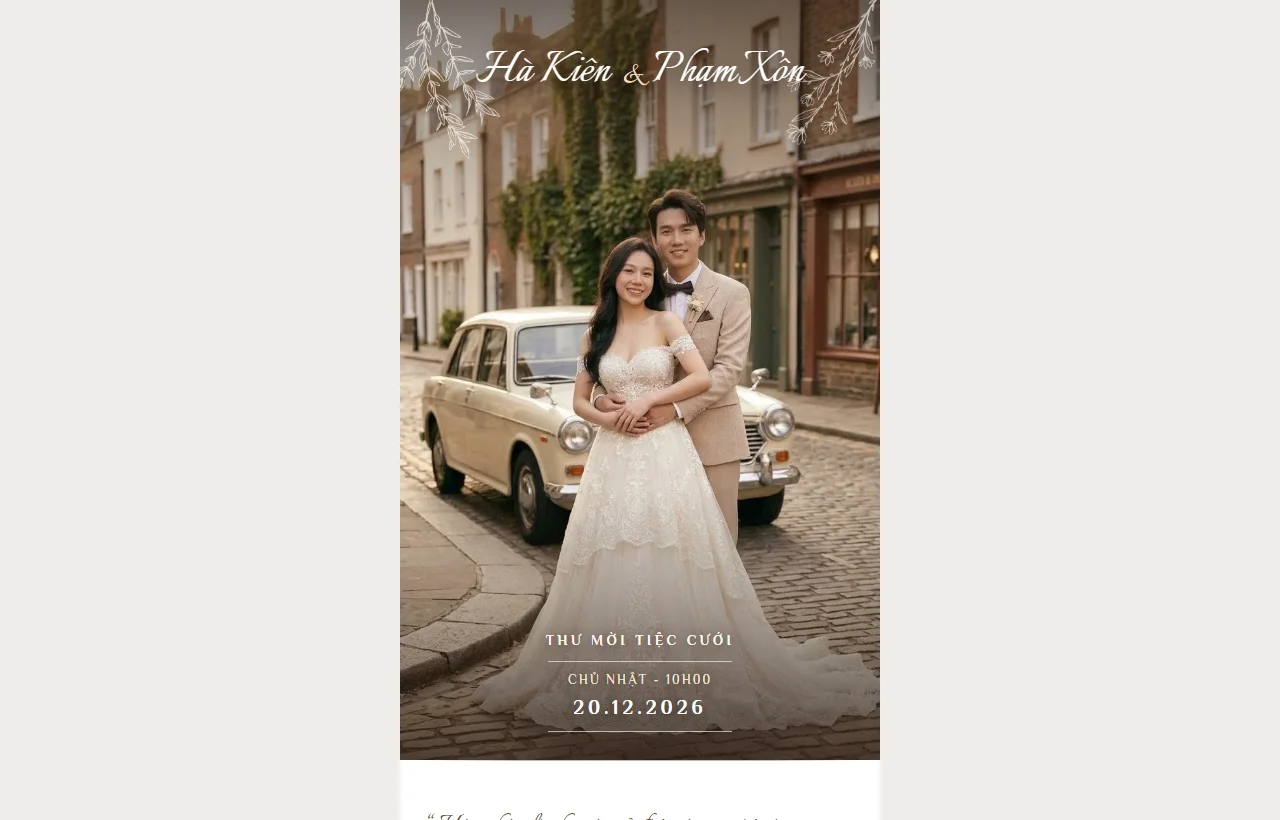 Hà Kiên & Phạm Xôn
THƯ MỜI TIỆC CƯỚI
CHỦ NHẬT - 10H00
20.12.2026